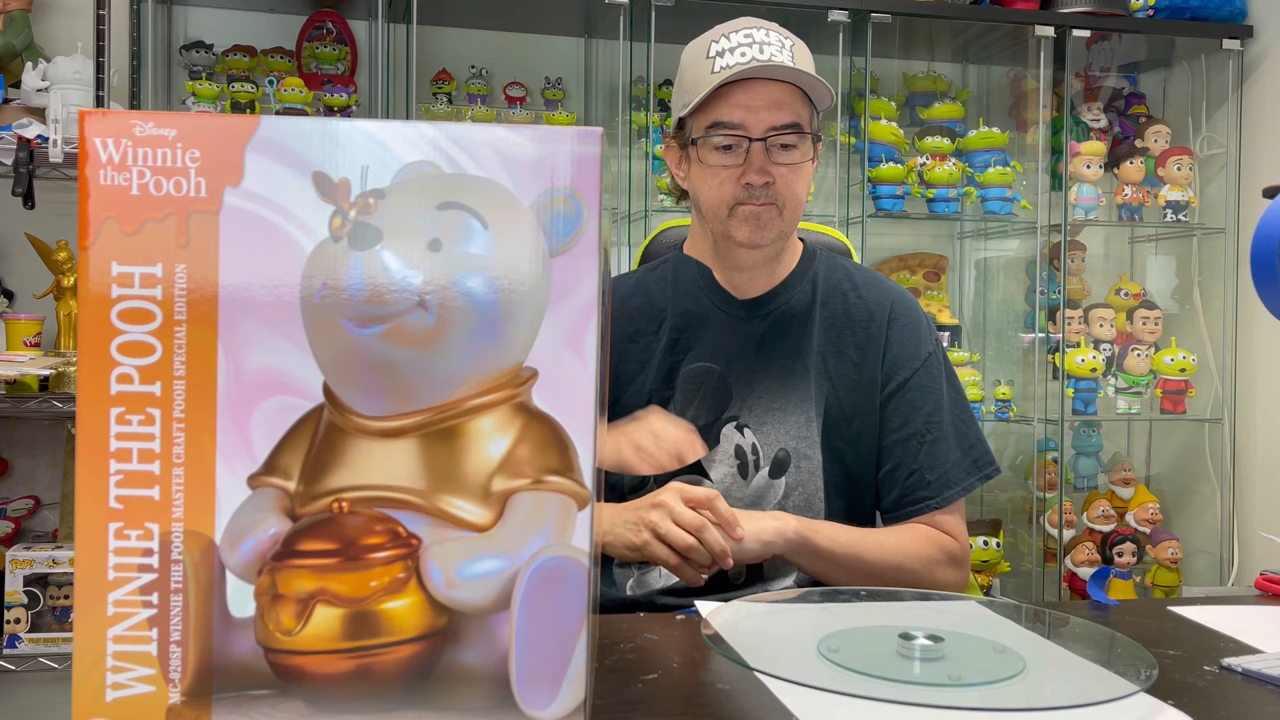 Disney
Winnie
the Pooh
WINNIE THE POOH
MC-020SP WINNIE THE POOH MASTER CRAFT POOH SPECIAL EDITION
MICKEY
MOUSE
POP!